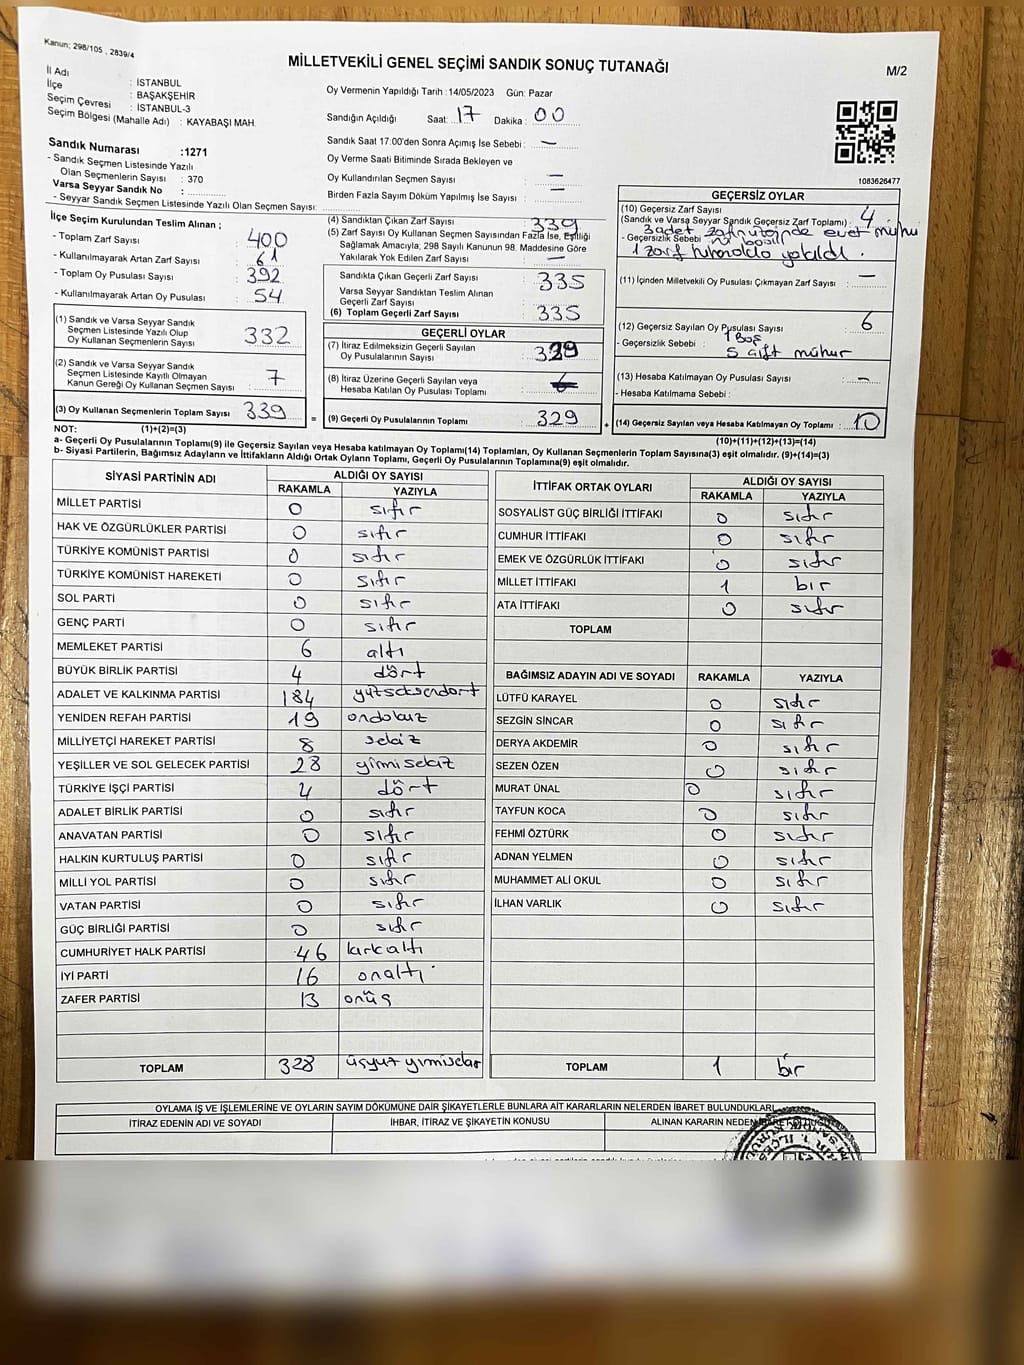 Kanun; 298/105 , 2839/4
MİLLETVEKİLİ GENEL SEÇİMİ SANDIK SONUÇ TUTANAĞI
M/2
İl Adı : İSTANBUL
İlçe : BAŞAKŞEHİR
Seçim Çevresi : İSTANBUL-3
Seçim Bölgesi (Mahalle Adı) : KAYABAŞI MAH.
Sandık Numarası :1271
- Sandık Seçmen Listesinde Yazılı
Olan Seçmenlerin Sayısı : 370
Varsa Seyyar Sandık No :
- Seyyar Sandık Seçmen Listesinde Yazılı Olan Seçmen Sayısı:
Oy Vermenin Yapıldığı Tarih :14/05/2023 Gün: Pazar
Sandığın Açıldığı Saat: 17 Dakika : 00
Sandık Saat 17:00'den Sonra Açımış İse Sebebi : —
Oy Verme Saati Bitiminde Sırada Bekleyen ve
Oy Kullandırılan Seçmen Sayısı : —
Birden Fazla Sayım Döküm Yapılmış İse Sayısı : —
1083626477
İlçe Seçim Kurulundan Teslim Alınan ;
- Toplam Zarf Sayısı : 400
- Kullanılmayarak Artan Zarf Sayısı : 61
- Toplam Oy Pusulası Sayısı : 392
- Kullanılmayarak Artan Oy Pusulası : 54
(1) Sandık ve Varsa Seyyar Sandık
Seçmen Listesinde Yazılı Olup
Oy Kullanan Seçmenlerin Sayısı : 332
(2) Sandık ve Varsa Seyyar Sandık
Seçmen Listesinde Kayıtlı Olmayan
Kanun Gereği Oy Kullanan Seçmen Sayısı : 7
(3) Oy Kullanan Seçmenlerin Toplam Sayısı : 339 =
(4) Sandıktan Çıkan Zarf Sayısı : 339
(5) Zarf Sayısı Oy Kullanan Seçmen Sayısından Fazla İse, Eşitliği
Sağlamak Amacıyla, 298 Sayılı Kanunun 98. Maddesine Göre
Yakılarak Yok Edilen Zarf Sayısı : —
Sandıkta Çıkan Geçerli Zarf Sayısı : 335
Varsa Seyyar Sandıktan Teslim Alınan
Geçerli Zarf Sayısı :
(6) Toplam Geçerli Zarf Sayısı : 335
GEÇERLİ OYLAR
(7) İtiraz Edilmeksizin Geçerli Sayılan
Oy Pusulalarının Sayısı : 329
(8) İtiraz Üzerine Geçerli Sayılan veya
Hesaba Katılan Oy Pusulaları Toplamı :
(9) Geçerli Oy Pusulalarının Toplamı : 329 +
GEÇERSİZ OYLAR
(10) Geçersiz Zarf Sayısı
(Sandık ve Varsa Seyyar Sandık Geçersiz Zarf Toplamı) : 4
- Geçersizlik Sebebi : 3 adet zarfın üzerinde evet mühü
1 zarf yakıldı.
(11) İçinden Milletvekili Oy Pusulası Çıkmayan Zarf Sayısı : —
(12) Geçersiz Sayılan Oy Pusulası Sayısı : 6
- Geçersizlik Sebebi : 1 Boş
5 çift mühür
(13) Hesaba Katılmayan Oy Pusulası Sayısı : —
- Hesaba Katılmama Sebebi :
(14) Geçersiz Sayılan veya Hesaba Katılmayan Oy Toplamı : 10
NOT: (1)+(2)=(3)
(10)+(11)+(12)+(13)=(14)
a- Geçerli Oy Pusulalarının Toplamı(9) ile Geçersiz Sayılan veya Hesaba katılmayan Oy Toplamı(14) Toplamları, Oy Kullanan Seçmenlerin Toplam Sayısına(3) eşit olmalıdır. (9)+(14)=(3)
b- Siyasi Partilerin, Bağımsız Adayların ve İttifakların Aldığı Ortak Oyların Toplamı, Geçerli Oy Pusulalarının Toplamına(9) eşit olmalıdır.
SİYASİ PARTİNİN ADI ALDIĞI OY SAYISI
RAKAMLA YAZIYLA
MİLLET PARTİSİ 0 sıfır
HAK VE ÖZGÜRLÜKLER PARTİSİ 0 sıfır
TÜRKİYE KOMÜNİST PARTİSİ 0 sıfır
TÜRKİYE KOMÜNİST HAREKETİ 0 sıfır
SOL PARTİ 0 sıfır
GENÇ PARTİ 0 sıfır
MEMLEKET PARTİSİ 6 altı
BÜYÜK BİRLİK PARTİSİ 4 dört
ADALET VE KALKINMA PARTİSİ 184 yüzseksendört
YENİDEN REFAH PARTİSİ 19 ondokuz
MİLLİYETÇİ HAREKET PARTİSİ 8 sekiz
YEŞİLLER VE SOL GELECEK PARTİSİ 28 yirmisekiz
TÜRKİYE İŞÇİ PARTİSİ 4 dört
ADALET BİRLİK PARTİSİ 0 sıfır
ANAVATAN PARTİSİ 0 sıfır
HALKIN KURTULUŞ PARTİSİ 0 sıfır
MİLLİ YOL PARTİSİ 0 sıfır
VATAN PARTİSİ 0 sıfır
GÜÇ BİRLİĞİ PARTİSİ 0 sıfır
CUMHURİYET HALK PARTİSİ 46 kırkaltı
İYİ PARTİ 16 onaltı
ZAFER PARTİSİ 13 onüç
TOPLAM 328 üçyüzyirmisekiz
İTTİFAK ORTAK OYLARI ALDIĞI OY SAYISI
RAKAMLA YAZIYLA
SOSYALİST GÜÇ BİRLİĞİ İTTİFAKI 0 sıfır
CUMHUR İTTİFAKI 0 sıfır
EMEK VE ÖZGÜRLÜK İTTİFAKI 0 sıfır
MİLLET İTTİFAKI 1 bir
ATA İTTİFAKI 0 sıfır
TOPLAM
BAĞIMSIZ ADAYIN ADI VE SOYADI RAKAMLA YAZIYLA
LÜTFÜ KARAYEL 0 sıfır
SEZGİN SİNCAR 0 sıfır
DERYA AKDEMİR 0 sıfır
SEZEN ÖZEN 0 sıfır
MURAT ÜNAL 0 sıfır
TAYFUN KOCA 0 sıfır
FEHMİ ÖZTÜRK 0 sıfır
ADNAN YELMEN 0 sıfır
MUHAMMET ALİ OKUL 0 sıfır
İLHAN VARLIK 0 sıfır
TOPLAM 1 bir
OYLAMA İŞ VE İŞLEMLERİNE VE OYLARIN SAYIM DÖKÜMÜNE DAİR ŞİKAYETLERLE BUNLARA AİT KARARLARIN NELERDEN İBARET BULUNDUKLARI
İTİRAZ EDENİN ADI VE SOYADI İHBAR, İTİRAZ VE ŞİKAYETİN KONUSU ALINAN KARARIN NEDEN